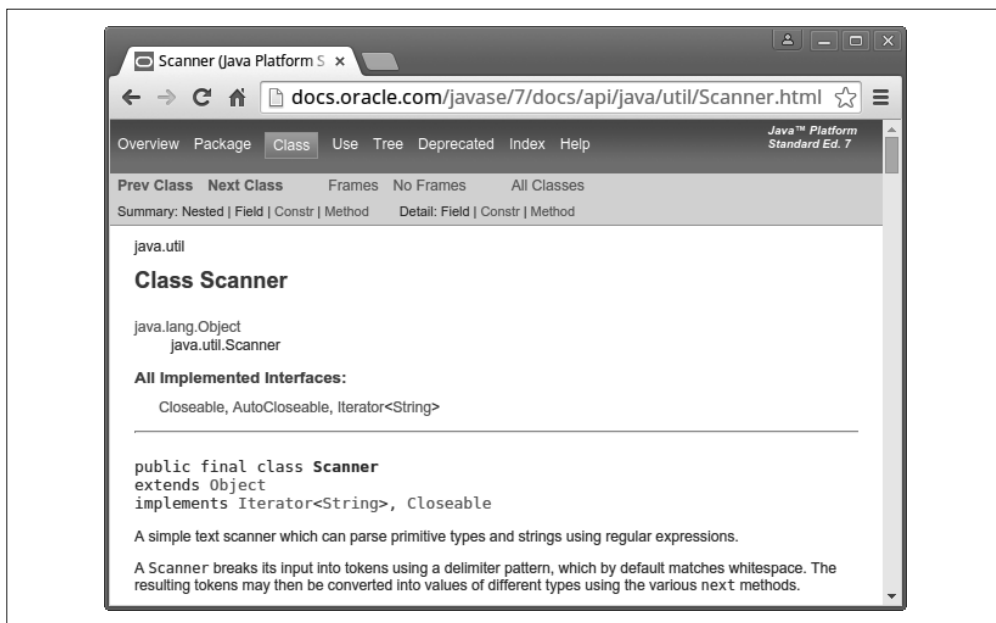 Scanner (Java Platform S
docs.oracle.com/javase/7/docs/api/java/util/Scanner.html
Overview Package Class Use Tree Deprecated Index Help
Java™ Platform
Standard Ed. 7
Prev Class Next Class Frames No Frames All Classes
Summary: Nested | Field | Constr | Method Detail: Field | Constr | Method
java.util
Class Scanner
java.lang.Object
java.util.Scanner
All Implemented Interfaces:
Closeable, AutoCloseable, Iterator<String>
public final class Scanner
extends Object
implements Iterator<String>, Closeable
A simple text scanner which can parse primitive types and strings using regular expressions.
A Scanner breaks its input into tokens using a delimiter pattern, which by default matches whitespace. The
resulting tokens may then be converted into values of different types using the various next methods.